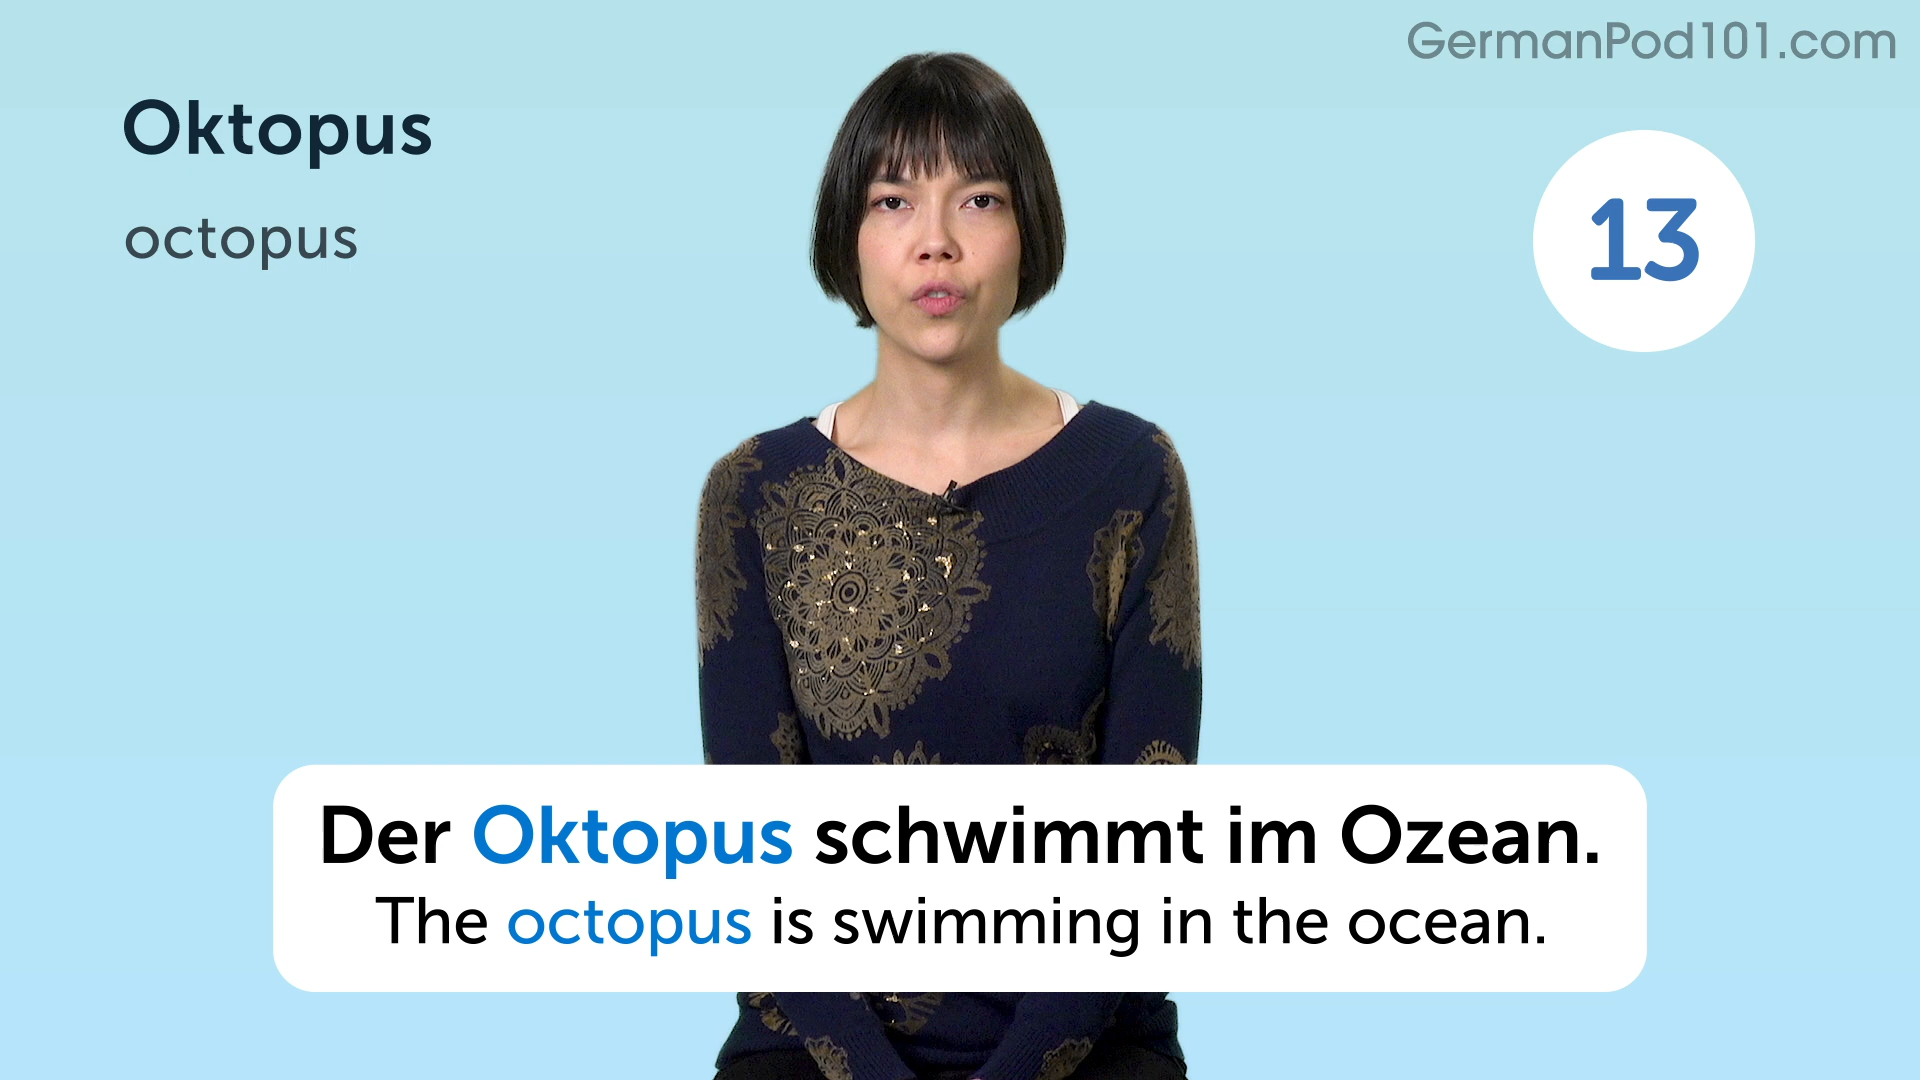 GermanPod101.com
Oktopus
octopus
13
Der Oktopus schwimmt im Ozean.
The octopus is swimming in the ocean.